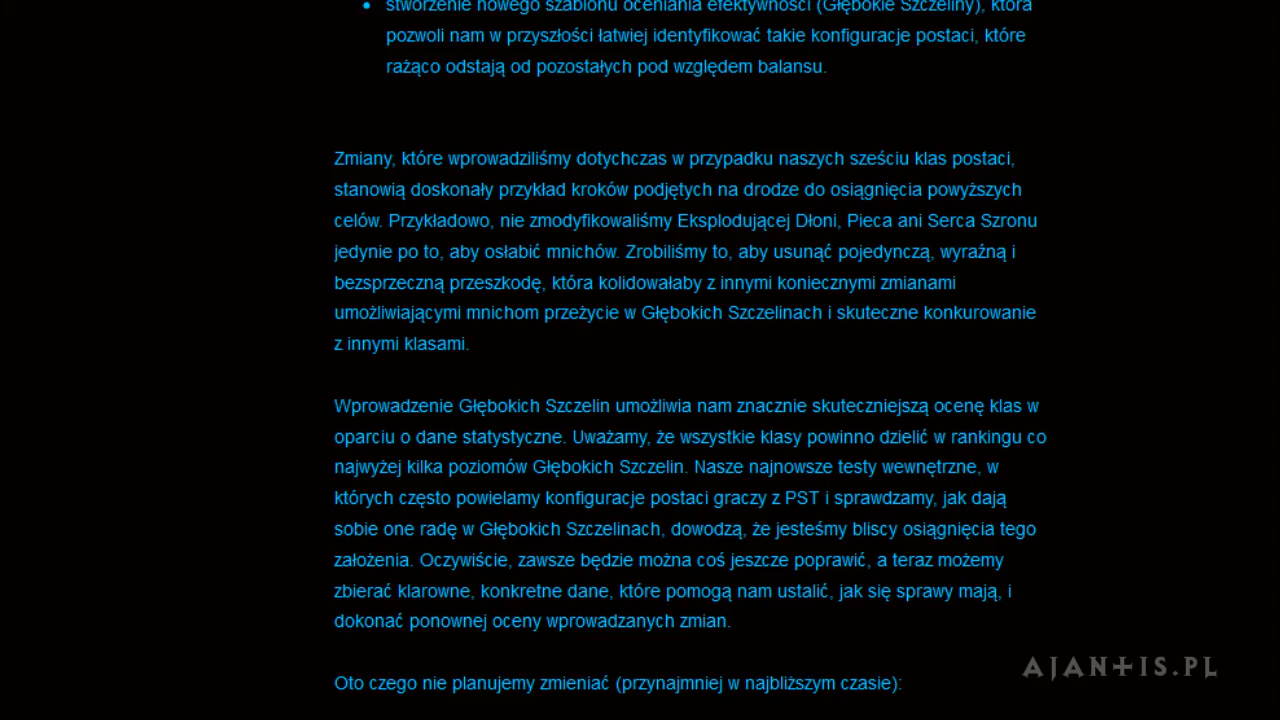 stworzenie nowego szablonu oceniania efektywności (Głębokie Szczeliny), która
pozwoli nam w przyszłości łatwiej identyfikować takie konfiguracje postaci, które
rażąco odstają od pozostałych pod względem balansu.
Zmiany, które wprowadziliśmy dotychczas w przypadku naszych sześciu klas postaci,
stanowią doskonały przykład kroków podjętych na drodze do osiągnięcia powyższych
celów. Przykładowo, nie zmodyfikowaliśmy Eksplodującej Dłoni, Pieca ani Serca Szronu
jedynie po to, aby osłabić mnichów. Zrobiliśmy to, aby usunąć pojedynczą, wyraźną i
bezsprzeczną przeszkodę, która kolidowałaby z innymi koniecznymi zmianami
umożliwiającymi mnichom przeżycie w Głębokich Szczelinach i skuteczne konkurowanie
z innymi klasami.
Wprowadzenie Głębokich Szczelin umożliwia nam znacznie skuteczniejszą ocenę klas w
oparciu o dane statystyczne. Uważamy, że wszystkie klasy powinno dzielić w rankingu co
najwyżej kilka poziomów Głębokich Szczelin. Nasze najnowsze testy wewnętrzne, w
których często powielamy konfiguracje postaci graczy z PST i sprawdzamy, jak dają
sobie one radę w Głębokich Szczelinach, dowodzą, że jesteśmy bliscy osiągnięcia tego
założenia. Oczywiście, zawsze będzie można coś jeszcze poprawić, a teraz możemy
zbierać klarowne, konkretne dane, które pomogą nam ustalić, jak się sprawy mają, i
dokonać ponownej oceny wprowadzanych zmian.
Oto czego nie planujemy zmieniać (przynajmniej w najbliższym czasie):
AJANTIS.PL